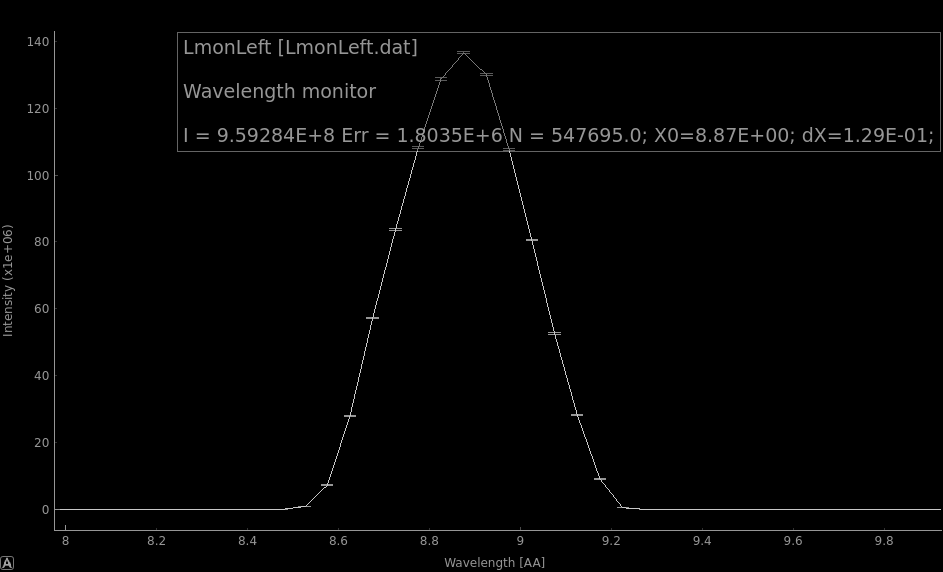 LmonLeft [LmonLeft.dat]
Wavelength monitor
I = 9.59284E+8 Err = 1.8035E+6 N = 547695.0; X0=8.87E+00; dX=1.29E-01;
140
120
100
80
60
40
20
0
Intensity (x1e+06)
8 8.2 8.4 8.6 8.8 9 9.2 9.4 9.6 9.8
Wavelength [AA]
A